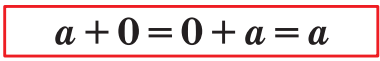 a + 0 = 0 + a = a